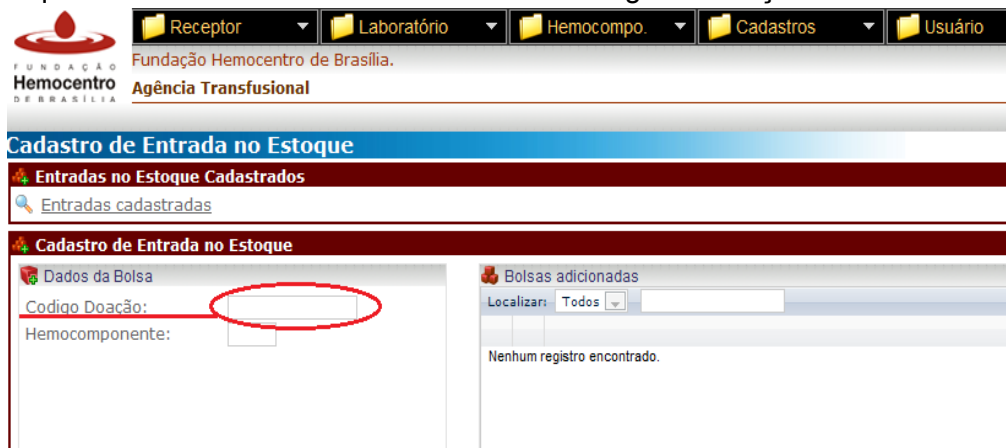 Receptor Laboratório Hemocompo. Cadastros Usuário
FUNDAÇÃO
Hemocentro
DE BRASÍLIA
Fundação Hemocentro de Brasília.
Agência Transfusional
Cadastro de Entrada no Estoque
Entradas no Estoque Cadastrados
Entradas cadastradas
Cadastro de Entrada no Estoque
Dados da Bolsa
Codigo Doação:
Hemocomponente:
Bolsas adicionadas
Localizar: Todos
Nenhum registro encontrado.